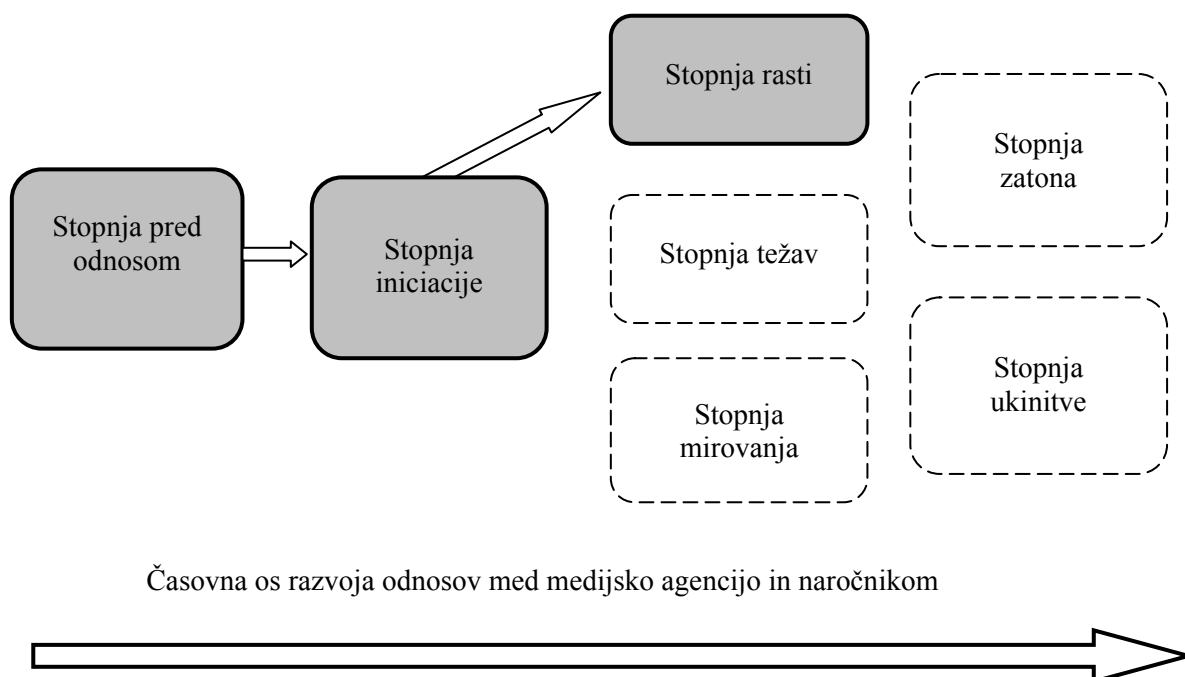 Stopnja pred
odnosom
Stopnja
iniciacije
Stopnja rasti
Stopnja težav
Stopnja
mirovanja
Stopnja
zatona
Stopnja
ukinitve
Časovna os razvoja odnosov med medijsko agencijo in naročnikom